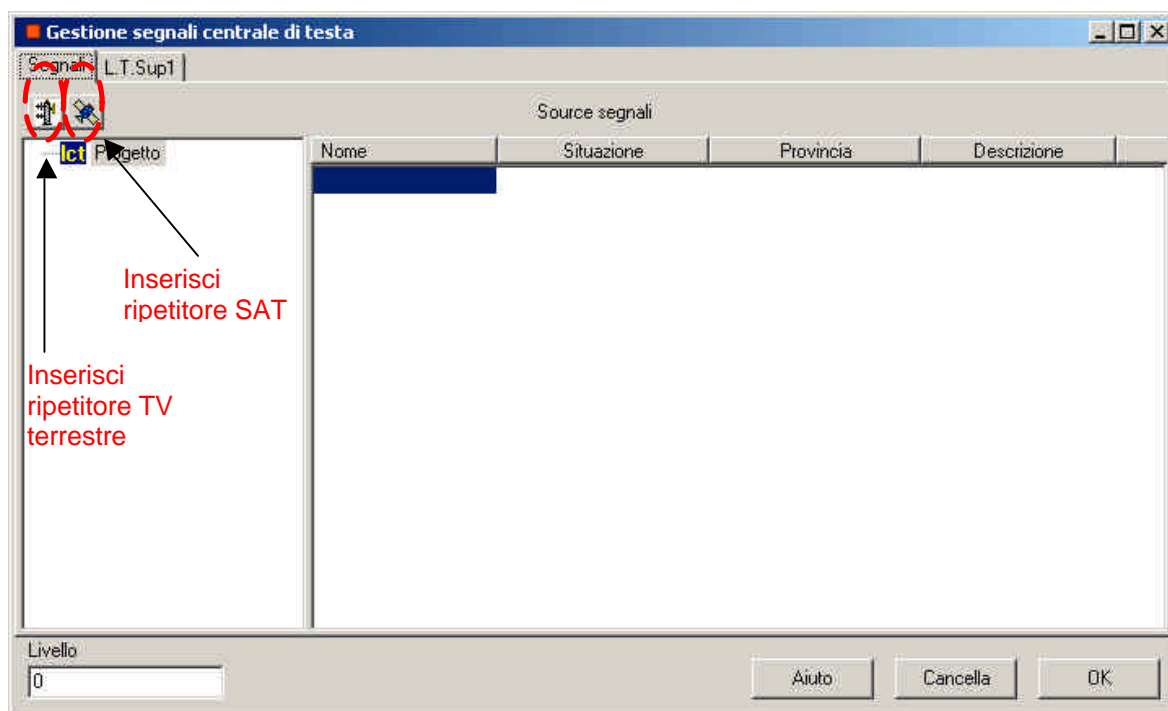 Gestione segnali centrale di testa
Segnali
L.T.Sup1
Source segnali
Ict Progetto
Nome
Situazione
Provincia
Descrizione
Inserisci
ripetitore SAT
Inserisci
ripetitore TV
terrestre
Livello
0
Aiuto
Cancella
OK